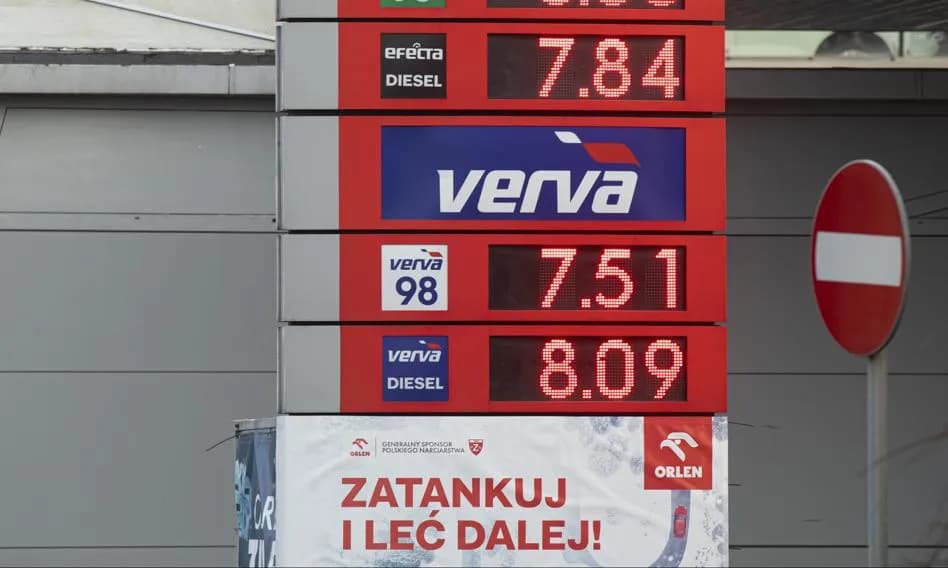 efecta
DIESEL
7.84
verva
verva
98
7.51
verva
DIESEL
8.09
ORLEN
GENERALNY SPONSOR
POLSKIEGO NARCIARSTWA
ORLEN
ZATANKUJ
I LEĆ DALEJ!